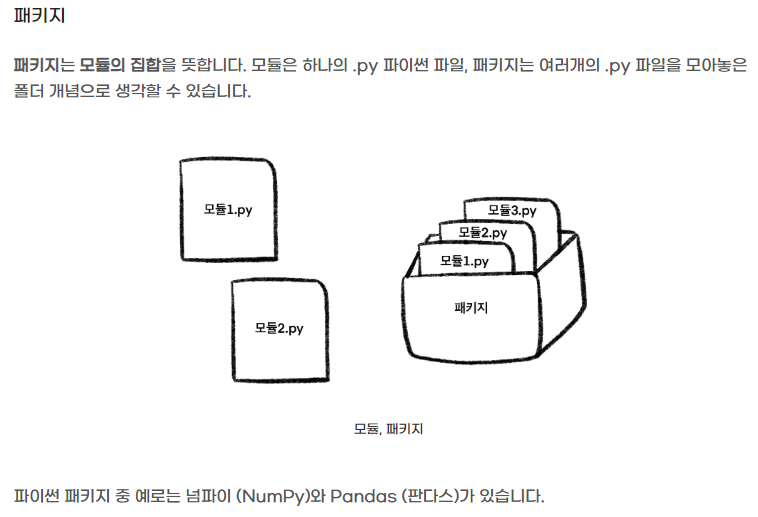 패키지
패키지는 모듈의 집합을 뜻합니다. 모듈은 하나의 .py 파이썬 파일, 패키지는 여러개의 .py 파일을 모아놓은
폴더 개념으로 생각할 수 있습니다.
모듈1.py
모듈2.py
모듈3.py
모듈2.py
모듈1.py
패키지
모듈, 패키지
파이썬 패키지 중 예로는 넘파이 (NumPy)와 Pandas (판다스)가 있습니다.